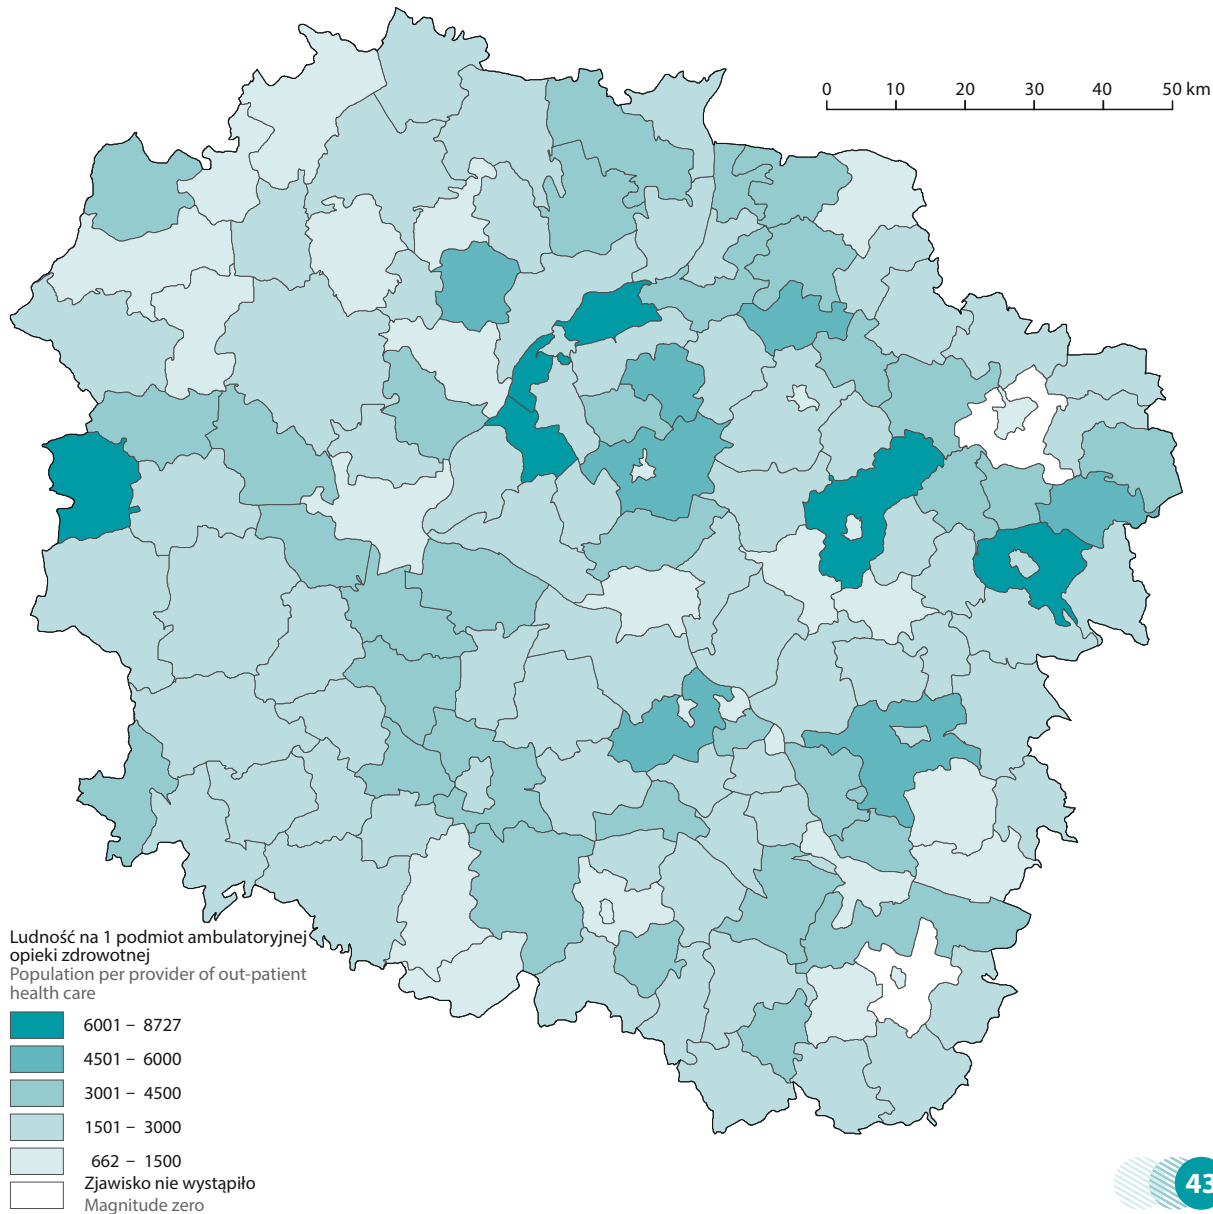 0 10 20 30 40 50 km
Ludność na 1 podmiot ambulatoryjnej
opieki zdrowotnej
Population per provider of out-patient
health care
6001 – 8727
4501 – 6000
3001 – 4500
1501 – 3000
662 – 1500
Zjawisko nie wystąpiło
Magnitude zero
43